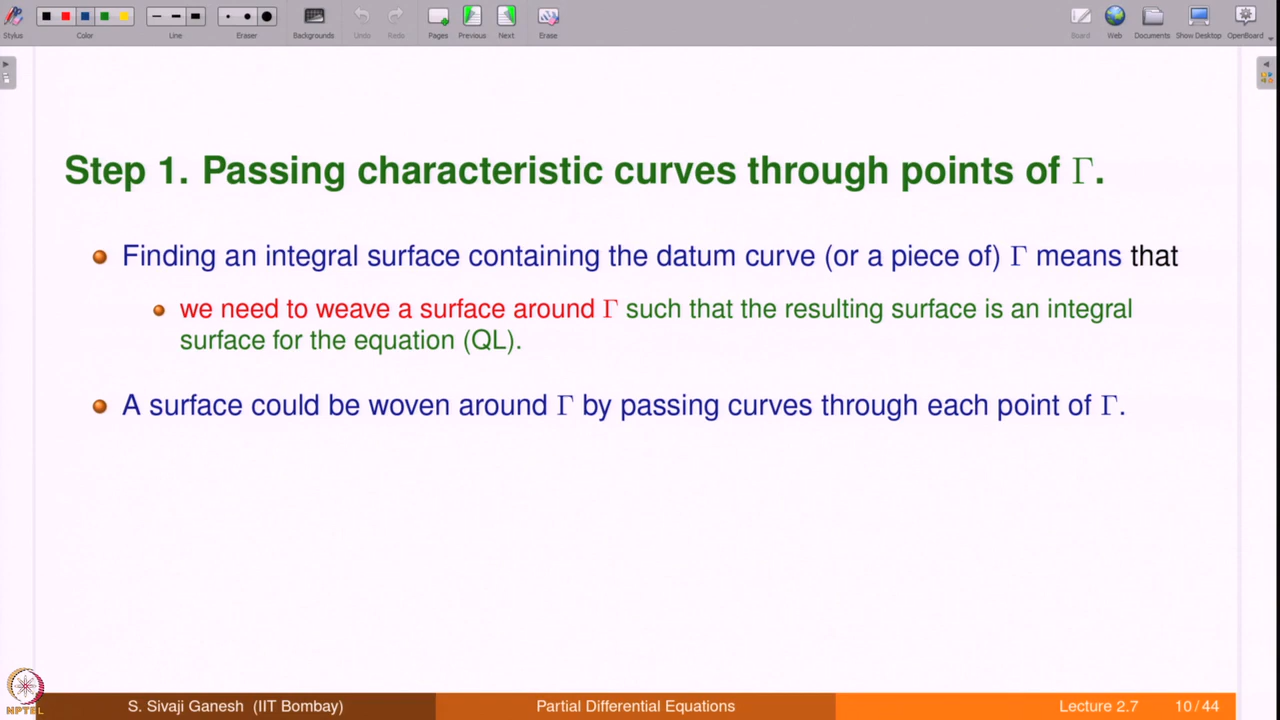 Stylus Color Line Eraser Backgrounds Undo Redo Pages Previous Next Erase Board Web Documents Show Desktop OpenBoard
Step 1. Passing characteristic curves through points of Γ.
Finding an integral surface containing the datum curve (or a piece of) Γ means that
we need to weave a surface around Γ such that the resulting surface is an integral
surface for the equation (QL).
A surface could be woven around Γ by passing curves through each point of Γ.
NPTEL
S. Sivaji Ganesh (IIT Bombay) Partial Differential Equations Lecture 2.7 10/44